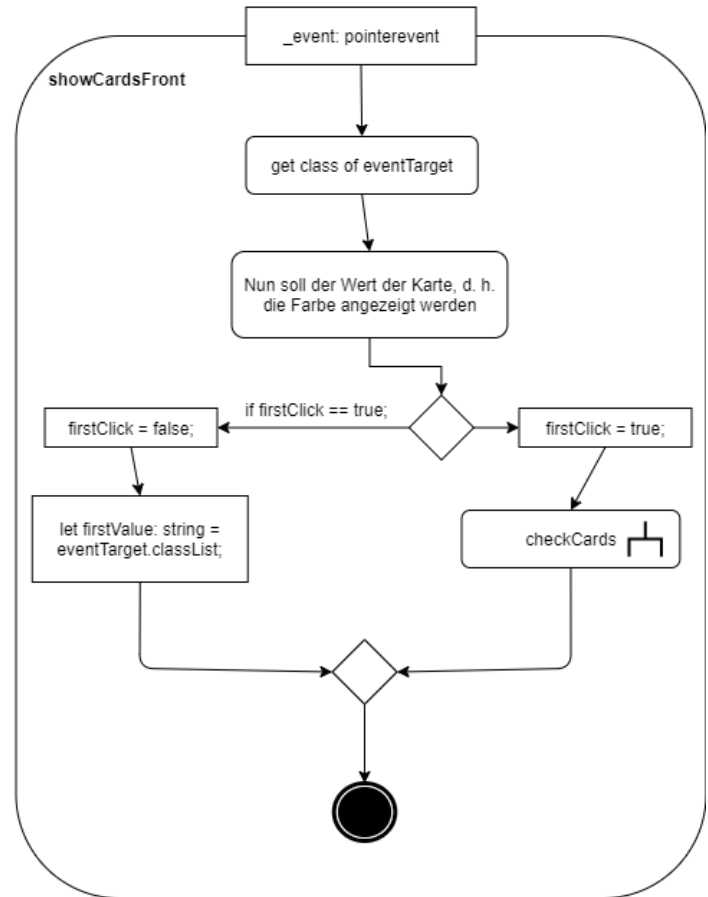 _event: pointerevent
showCardsFront
get class of eventTarget
Nun soll der Wert der Karte, d. h.
die Farbe angezeigt werden
if firstClick == true;
firstClick = false;
firstClick = true;
let firstValue: string =
eventTarget.classList;
checkCards